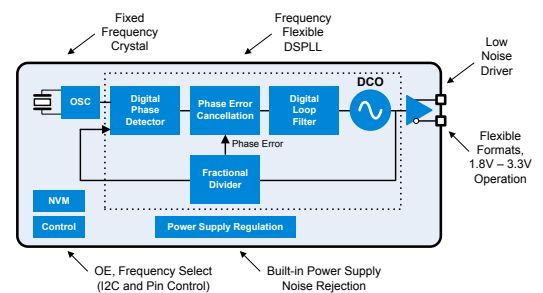 Fixed
Frequency
Crystal
Frequency
Flexible
DSPLL
Low
Noise
Driver
OSC
Digital
Phase
Detector
Phase Error
Cancellation
Digital
Loop
Filter
DCO
Phase Error
Fractional
Divider
Flexible
Formats,
1.8V – 3.3V
Operation
NVM
Control
Power Supply Regulation
OE, Frequency Select
(I2C and Pin Control)
Built-in Power Supply
Noise Rejection